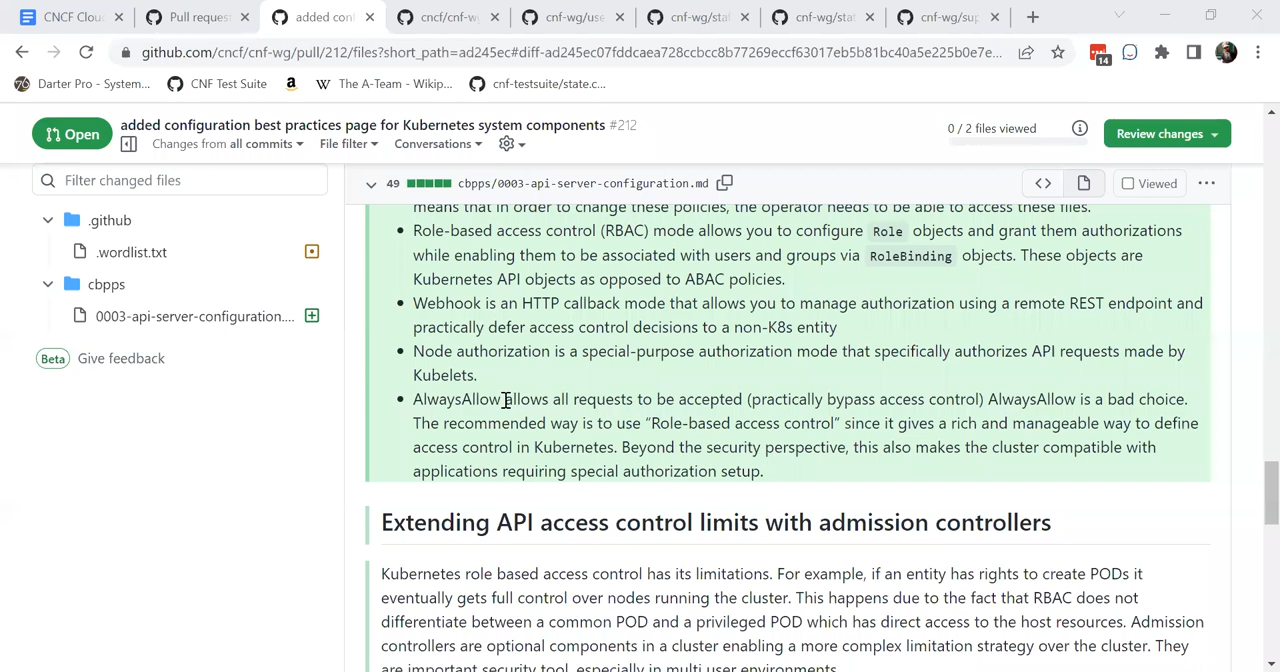 CNCF Clou
Pull reques
added con
cncf/cnf-w
cnf-wg/use
cnf-wg/sta
cnf-wg/sta
cnf-wg/sup
github.com/cncf/cnf-wg/pull/212/files?short_path=ad245ec#diff-ad245ec07fddcaea728ccbcc8b77269eccf63017eb5b81bc40a5e225b0e7e...
14
Darter Pro - System...
CNF Test Suite
The A-Team - Wikip...
cnf-testsuite/state.c...
Open
added configuration best practices page for Kubernetes system components #212
Changes from all commits
File filter
Conversations
0 / 2 files viewed
Review changes
Filter changed files
.github
.wordlist.txt
cbpps
0003-api-server-configuration....
Beta Give feedback
49
cbpps/0003-api-server-configuration.md
Viewed
means that in order to change these policies, the operator needs to be able to access these files.
Role-based access control (RBAC) mode allows you to configure Role objects and grant them authorizations
while enabling them to be associated with users and groups via RoleBinding objects. These objects are
Kubernetes API objects as opposed to ABAC policies.
Webhook is an HTTP callback mode that allows you to manage authorization using a remote REST endpoint and
practically defer access control decisions to a non-K8s entity
Node authorization is a special-purpose authorization mode that specifically authorizes API requests made by
Kubelets.
AlwaysAllow allows all requests to be accepted (practically bypass access control) AlwaysAllow is a bad choice.
The recommended way is to use “Role-based access control” since it gives a rich and manageable way to define
access control in Kubernetes. Beyond the security perspective, this also makes the cluster compatible with
applications requiring special authorization setup.
Extending API access control limits with admission controllers
Kubernetes role based access control has its limitations. For example, if an entity has rights to create PODs it
eventually gets full control over nodes running the cluster. This happens due to the fact that RBAC does not
differentiate between a common POD and a privileged POD which has direct access to the host resources. Admission
controllers are optional components in a cluster enabling a more complex limitation strategy over the cluster. They
are important security tool, especially in multi user environments.